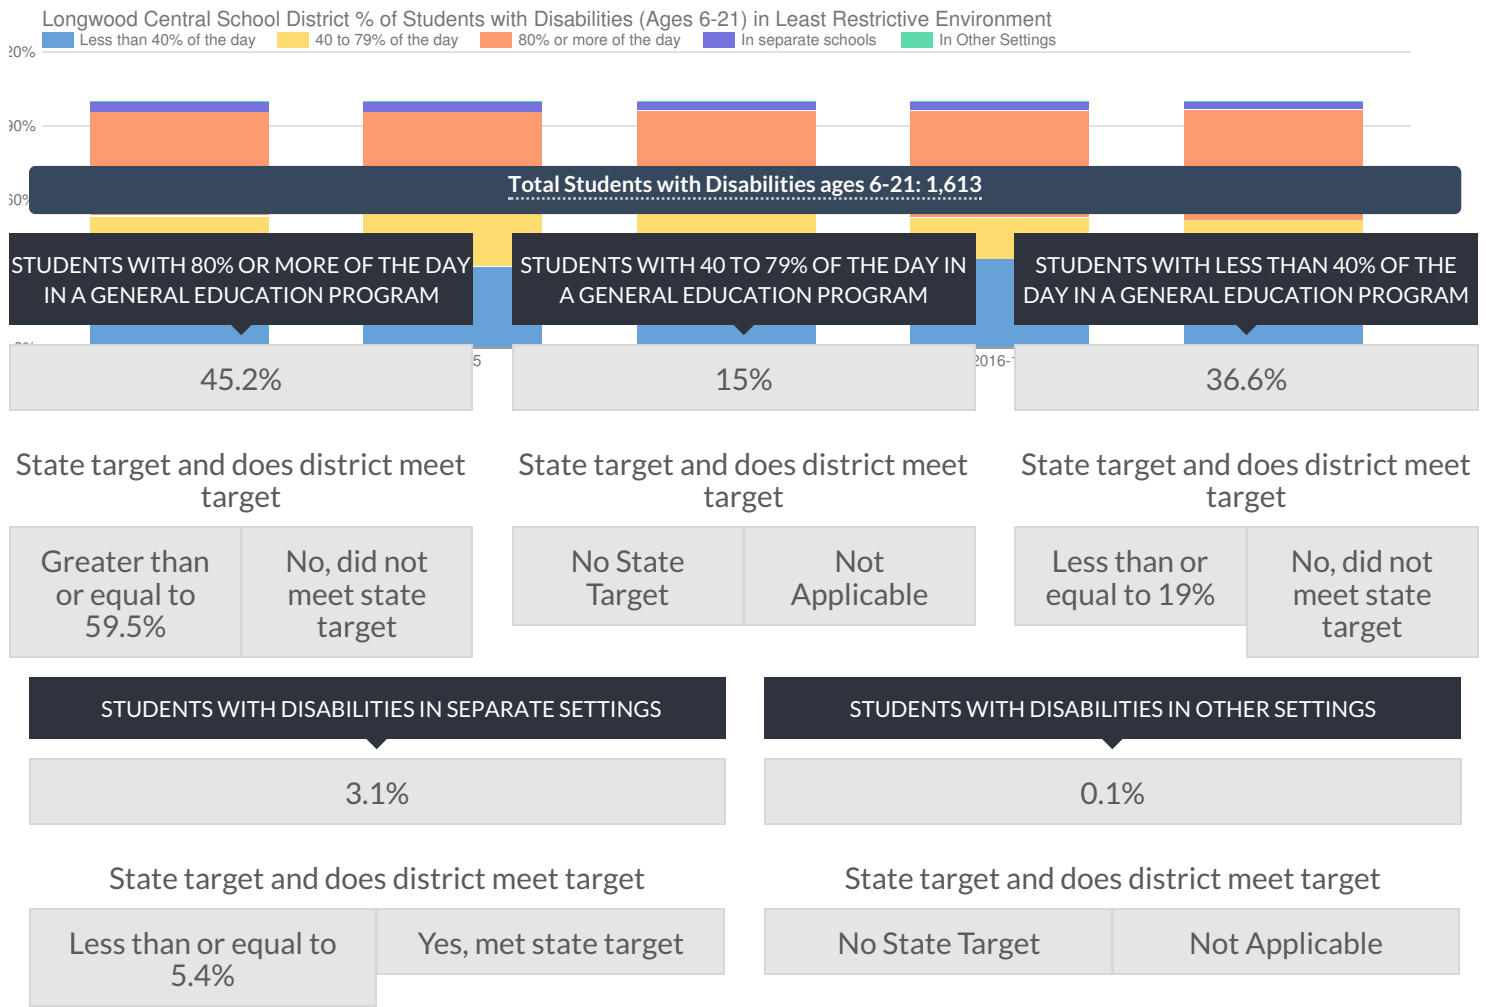 Longwood Central School District % of Students with Disabilities (Ages 6-21) in Least Restrictive Environment
Less than 40% of the day 40 to 79% of the day 80% or more of the day In separate schools In Other Settings
Total Students with Disabilities ages 6-21: 1,613
STUDENTS WITH 80% OR MORE OF THE DAY
IN A GENERAL EDUCATION PROGRAM
45.2%
State target and does district meet
target
Greater than
or equal to
59.5%
No, did not
meet state
target
STUDENTS WITH 40 TO 79% OF THE DAY IN
A GENERAL EDUCATION PROGRAM
15%
State target and does district meet
target
No State
Target
Not
Applicable
STUDENTS WITH LESS THAN 40% OF THE
DAY IN A GENERAL EDUCATION PROGRAM
36.6%
State target and does district meet
target
Less than or
equal to 19%
No, did not
meet state
target
STUDENTS WITH DISABILITIES IN SEPARATE SETTINGS
3.1%
State target and does district meet target
Less than or equal to
5.4%
Yes, met state target
STUDENTS WITH DISABILITIES IN OTHER SETTINGS
0.1%
State target and does district meet target
No State Target
Not Applicable